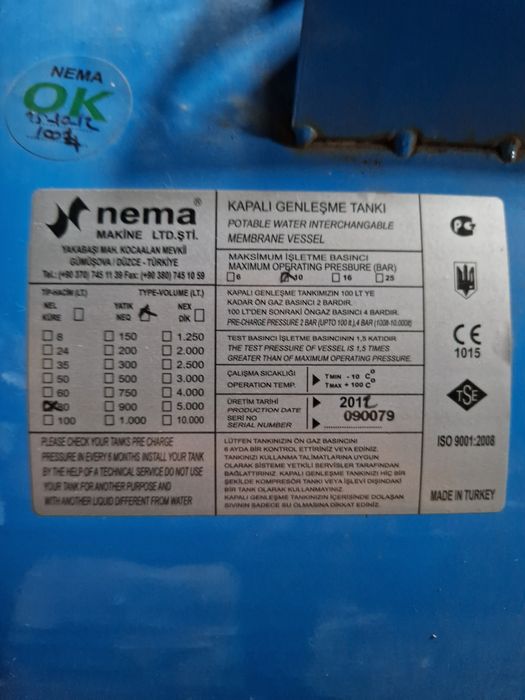 NEMA
OK
100
nema®
MAKİNE LTD.ŞTİ.
YAKABAŞI MAH. KOCAALAN MEVKİİ
GÜMÜŞOVA / DÜZCE - TÜRKİYE
Tel.: (+90 370) 745 11 39 Fax: (+90 380) 745 10 59
KAPALI GENLEŞME TANKI
POTABLE WATER INTERCHANGABLE
MEMBRANE VESSEL
MAKSİMUM İŞLETME BASINCI
MAXIMUM OPERATING PRESBURE (BAR)
6 10 16 25
TİP-HACİM (LT.) TYPE-VOLUME (LT.)
NEL YATIK NEX
KÜRE NEQ DİK
8 150 1.250
24 200 2.000
35 300 2.500
50 500 3.000
60 750 4.000
80 900 5.000
100 1.000 10.000
KAPALI GENLEŞME TANKIMIZIN 100 LT YE
KADAR ÖN GAZ BASINCI 2 BARDIR.
100 LT'DEN SONRAKİ ÖNGAZ BASINCI 4 BARDIR.
PRE-CHARGE PRESSURE 2 BAR (UPTO 100 lt.),4 BAR
TEST BASINCI İŞLETME BASINCININ 1,5 KATIDIR
THE TEST PRESSURE OF VESSEL IS 1,5 TIMES
GREATER THAN OF MAXIMUM OPERATING PRESSURE.
ÇALIŞMA SICAKLIĞI TMIN - 10 C°
OPERATION TEMP. TMAX + 100 C°
ÜRETİM TARİHİ 2012
PRODUCTION DATE
SERI NO 090079
SERIAL NUMBER
PLEASE CHECK YOUR TANKS PRE CHARGE
PRESSURE IN EVERY 6 MONTHS INSTALL YOUR TANK
BY THE HELP OF A TECHNICAL SERVICE DO NOT USE
YOUR TANK FOR ANOTHER PURPOSE AND
WITH ANOTHER LIQUID DIFFERENT FROM WATER
LÜTFEN TANKINIZIN ÖN GAZ BASINCINI
6 AYDA BİR KONTROL ETTİRİNİZ VEYA EDİNİZ.
TANKINIZI KULLANMA TALİMATLARINA UYGUN
OLARAK SİSTEME YETKİLİ SERVİSLER TARAFINDAN
BAĞLATTIRINIZ. KAPALI GENLEŞME TANKINIZI HİÇ BİR
ŞEKİLDE KOMPRESÖR TANKI VEYA İŞLEVİ DIŞINDAKİ
BİR TANK OLARAK KULLANMAYINIZ.
KAPALI GENLEŞME TANKIMIZIN İÇERİSİNDE DOLAŞAN
SIVININ SADECE SU OLMASINA DİKKAT EDİNİZ.
CE
1015
TSE
ISO 9001:2008
MADE IN TURKEY